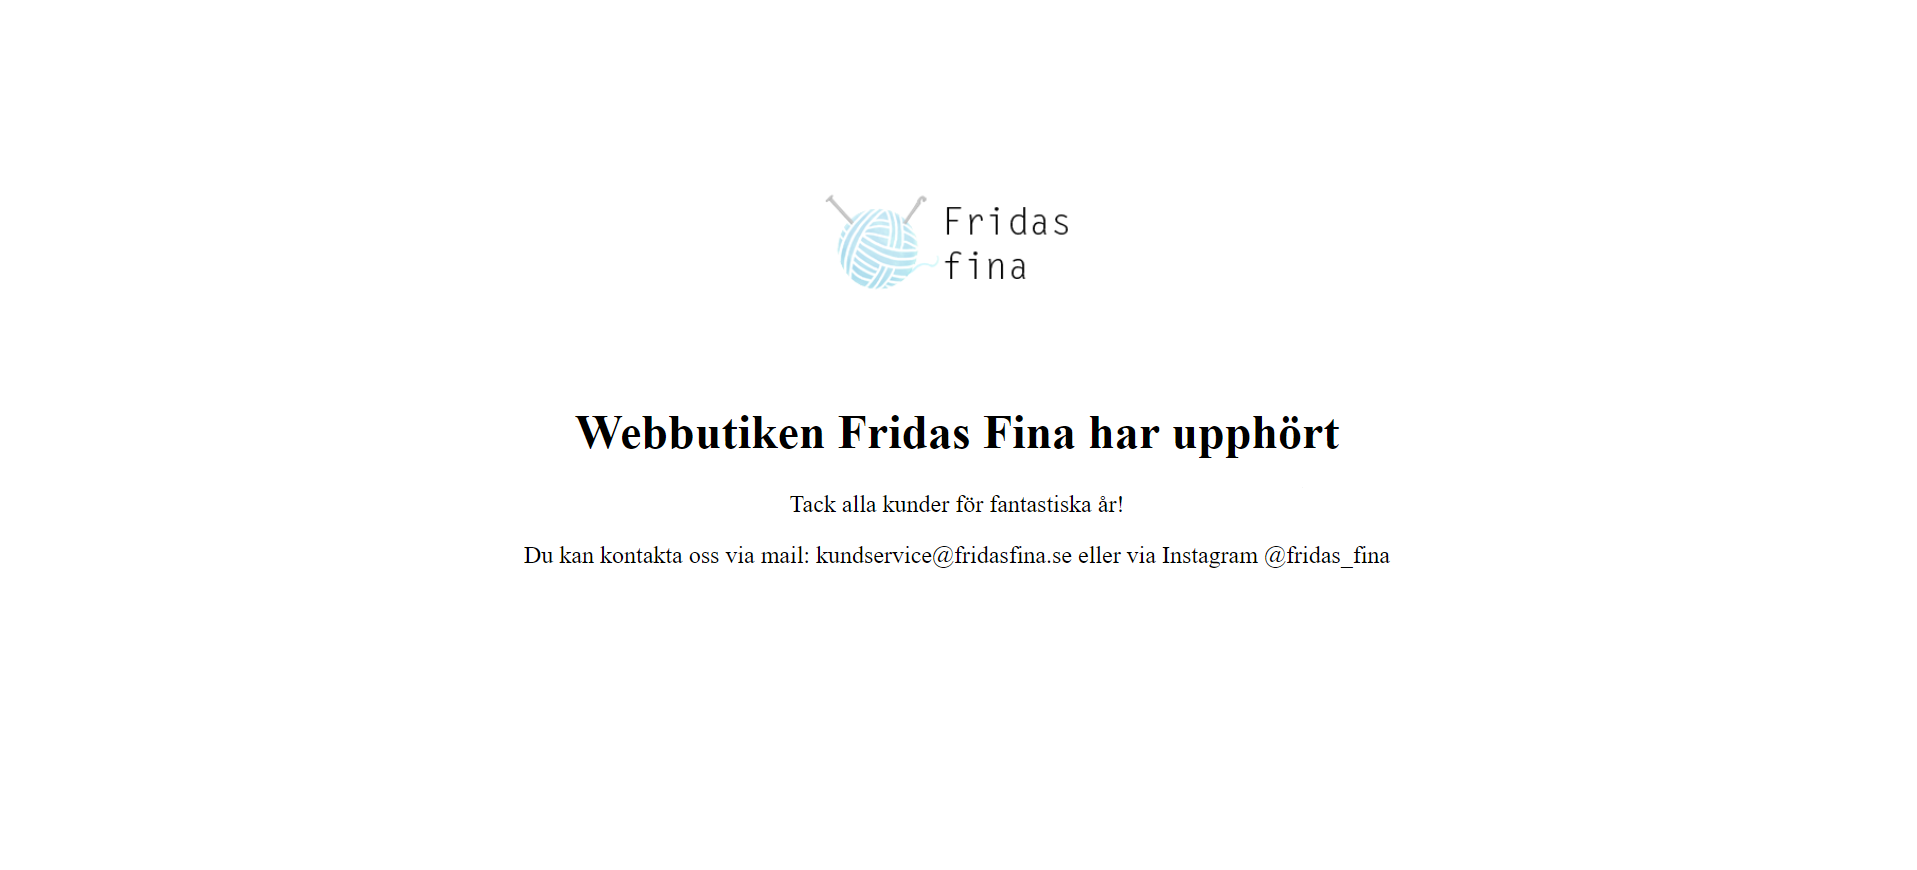 Fridas
fina
Webbutiken Fridas Fina har upphört
Tack alla kunder för fantastiska år!
Du kan kontakta oss via mail: kundservice@fridasfina.se eller via Instagram @fridas_fina